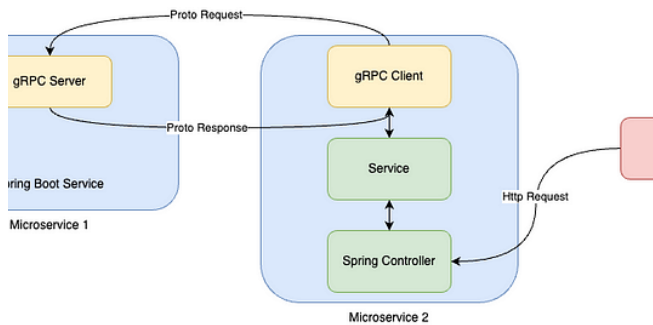 Proto Request
gRPC Server
gRPC Client
Proto Response
Service
pring Boot Service
Http Request
Microservice 1
Spring Controller
Microservice 2